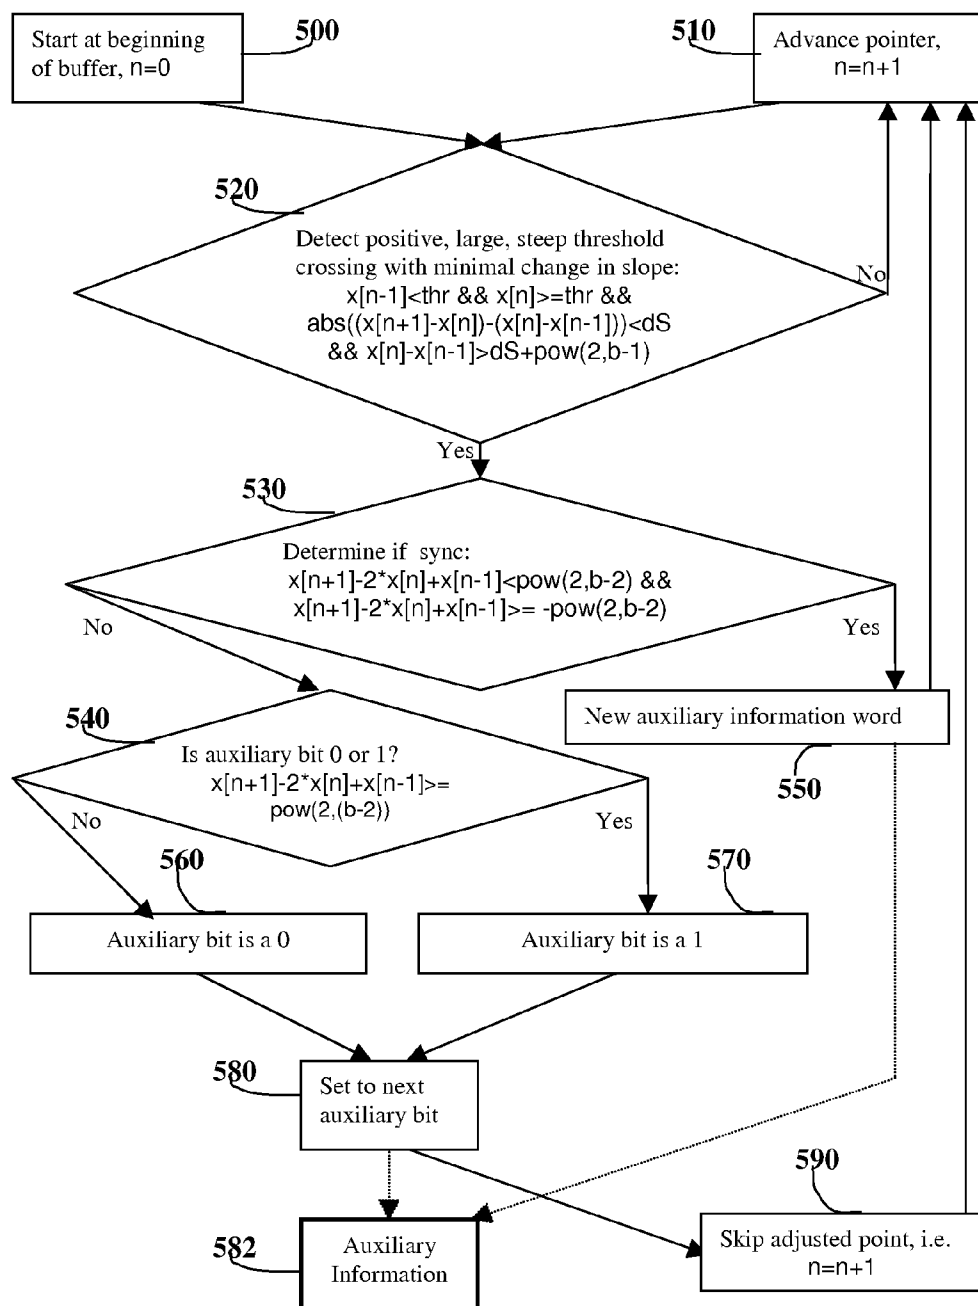 500
Start at beginning
of buffer, n=0
510
Advance pointer,
n=n+1
520
Detect positive, large, steep threshold
crossing with minimal change in slope:
x[n-1]<thr && x[n]>=thr &&
abs((x[n+1]-x[n])-(x[n]-x[n-1]))<dS
&& x[n]-x[n-1]>dS+pow(2,b-1)
No
Yes
530
Determine if sync:
x[n+1]-2*x[n]+x[n-1]<pow(2,b-2) &&
x[n+1]-2*x[n]+x[n-1]>= -pow(2,b-2)
No
Yes
540
Is auxiliary bit 0 or 1?
x[n+1]-2*x[n]+x[n-1]>=
pow(2,(b-2))
New auxiliary information word
550
No
Yes
560
Auxiliary bit is a 0
570
Auxiliary bit is a 1
580
Set to next
auxiliary bit
590
Skip adjusted point, i.e.
n=n+1
582
Auxiliary
Information